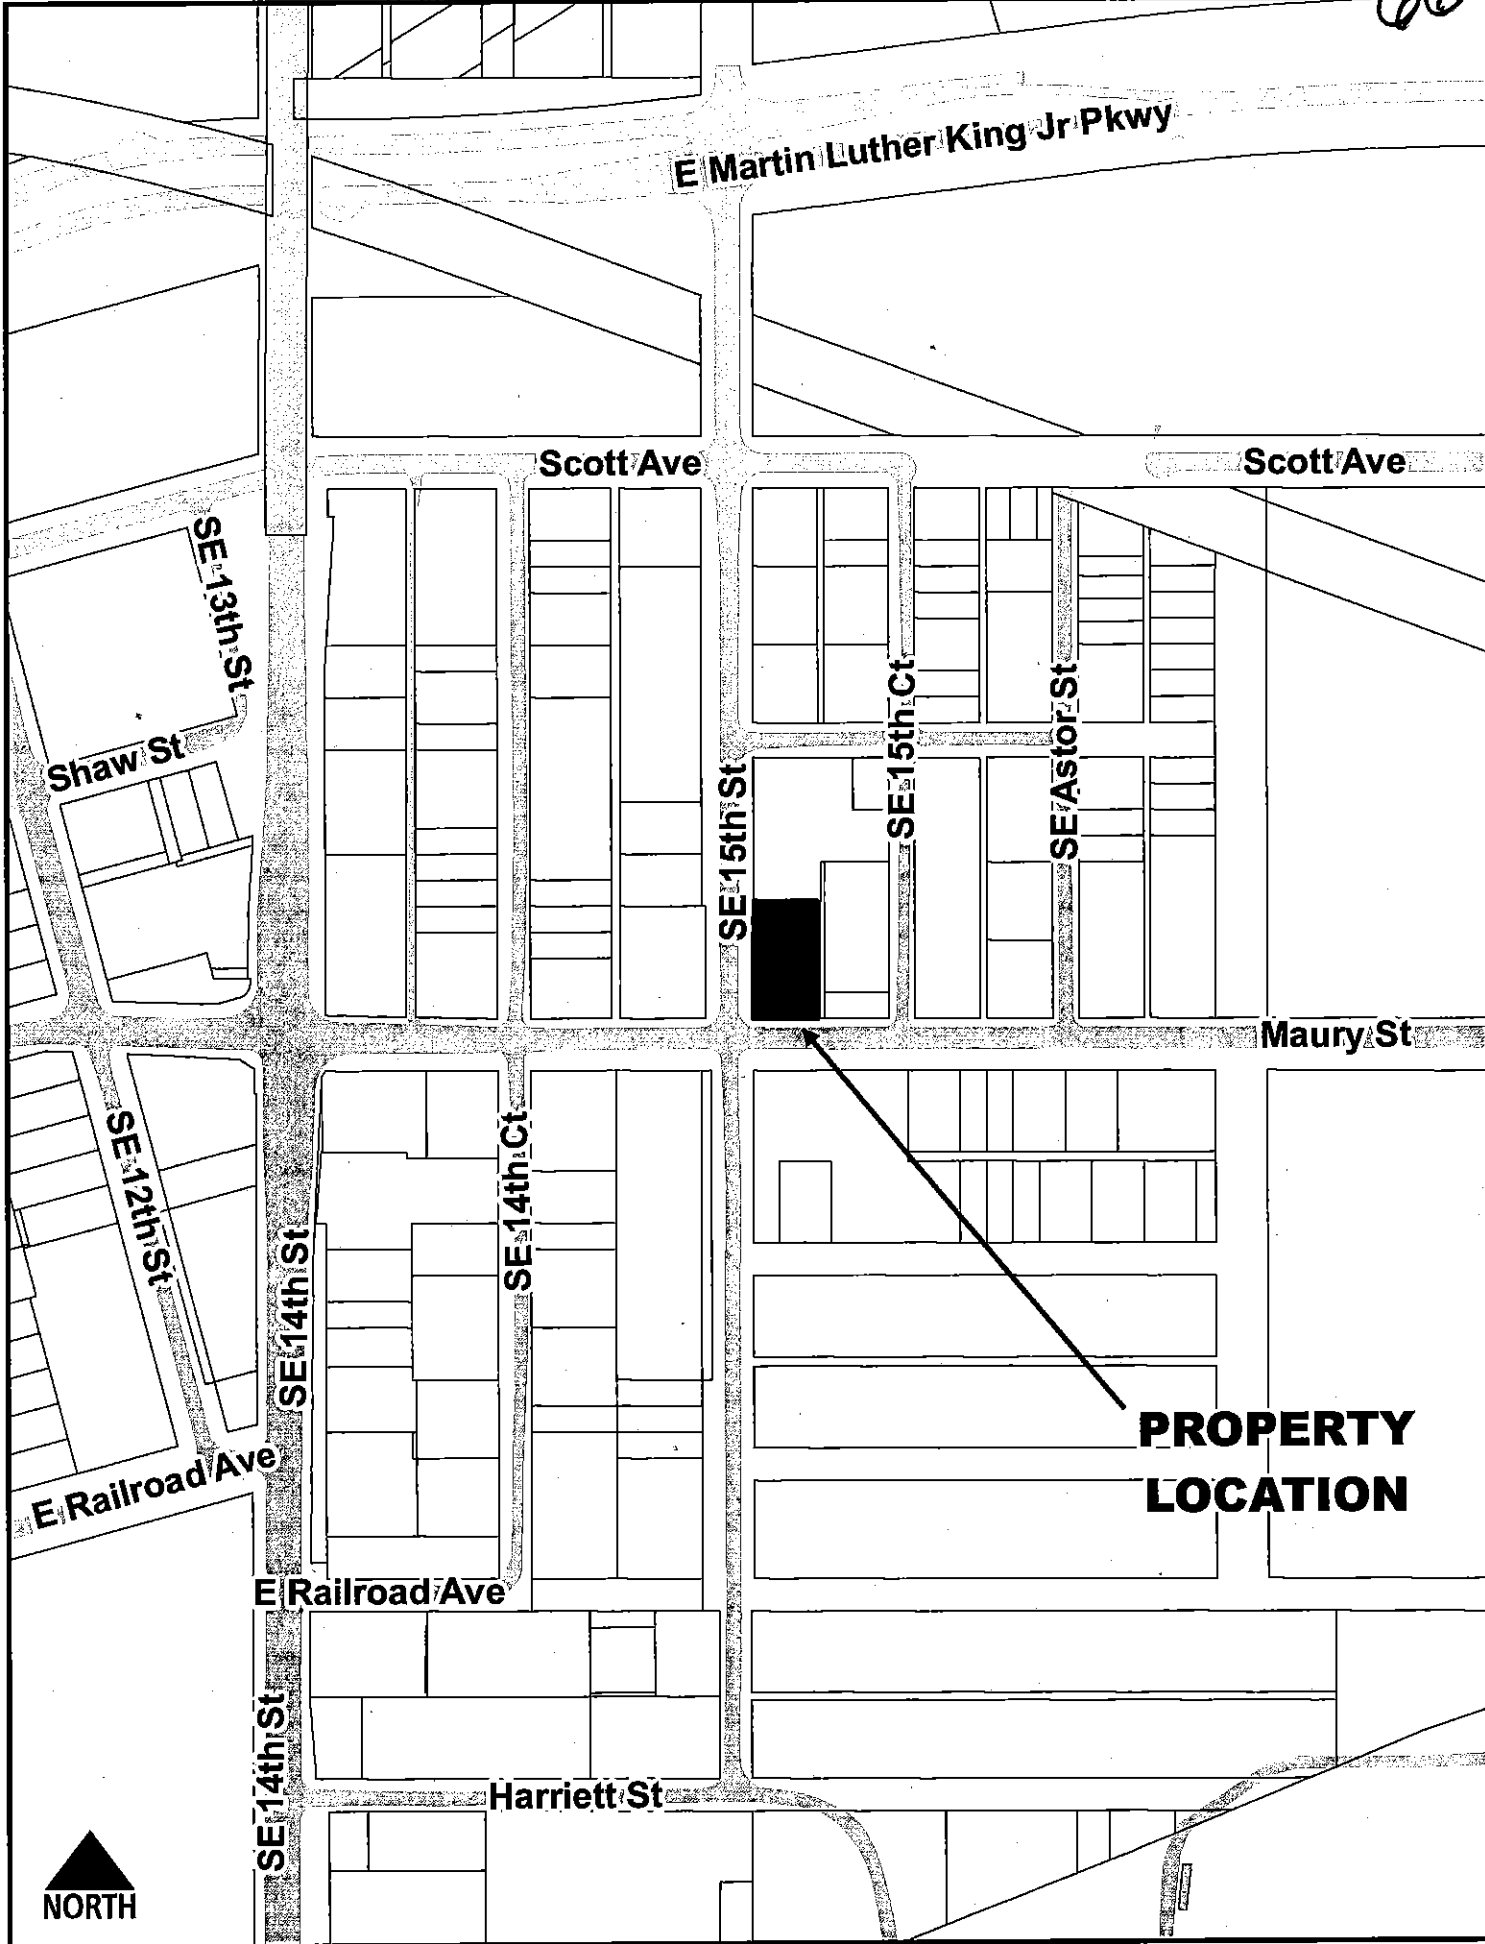 E Martin Luther King Jr Pkwy
Scott Ave
Scott Ave
SE 13th St
Shaw St
SE 15th St
SE 15th Ct
SE Astor St
Maury St
SE 12th St
SE 14th St
SE 14th Ct
PROPERTY
LOCATION
E Railroad Ave
E Railroad Ave
SE 14th St
Harriett St
NORTH